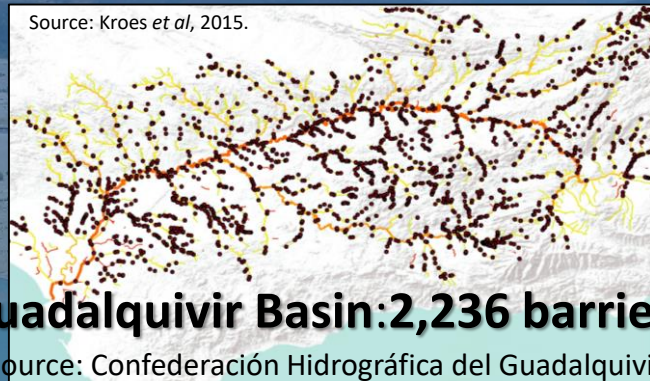 Source: Kroes et al, 2015.
uadalquivir Basin:2,236 barrie
ource: Confederación Hidrográfica del Guadalquivi